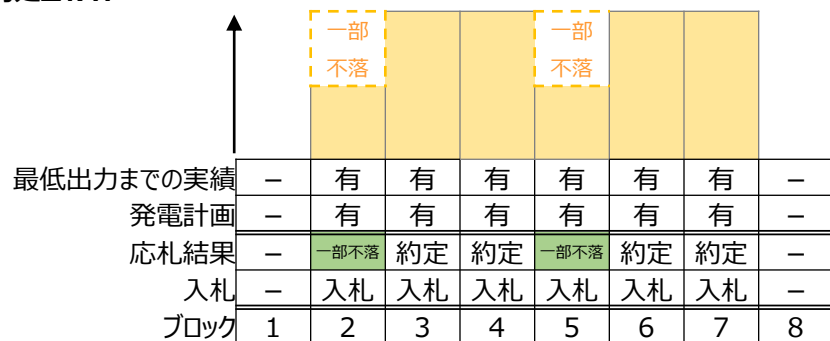 一部
不落
一部
不落
最低出力までの実績 － 有 有 有 有 有 有 －
発電計画 － 有 有 有 有 有 有 －
応札結果 － 一部不落 約定 約定 一部不落 約定 約定 －
入札 － 入札 入札 入札 入札 入札 入札 －
ブロック 1 2 3 4 5 6 7 8